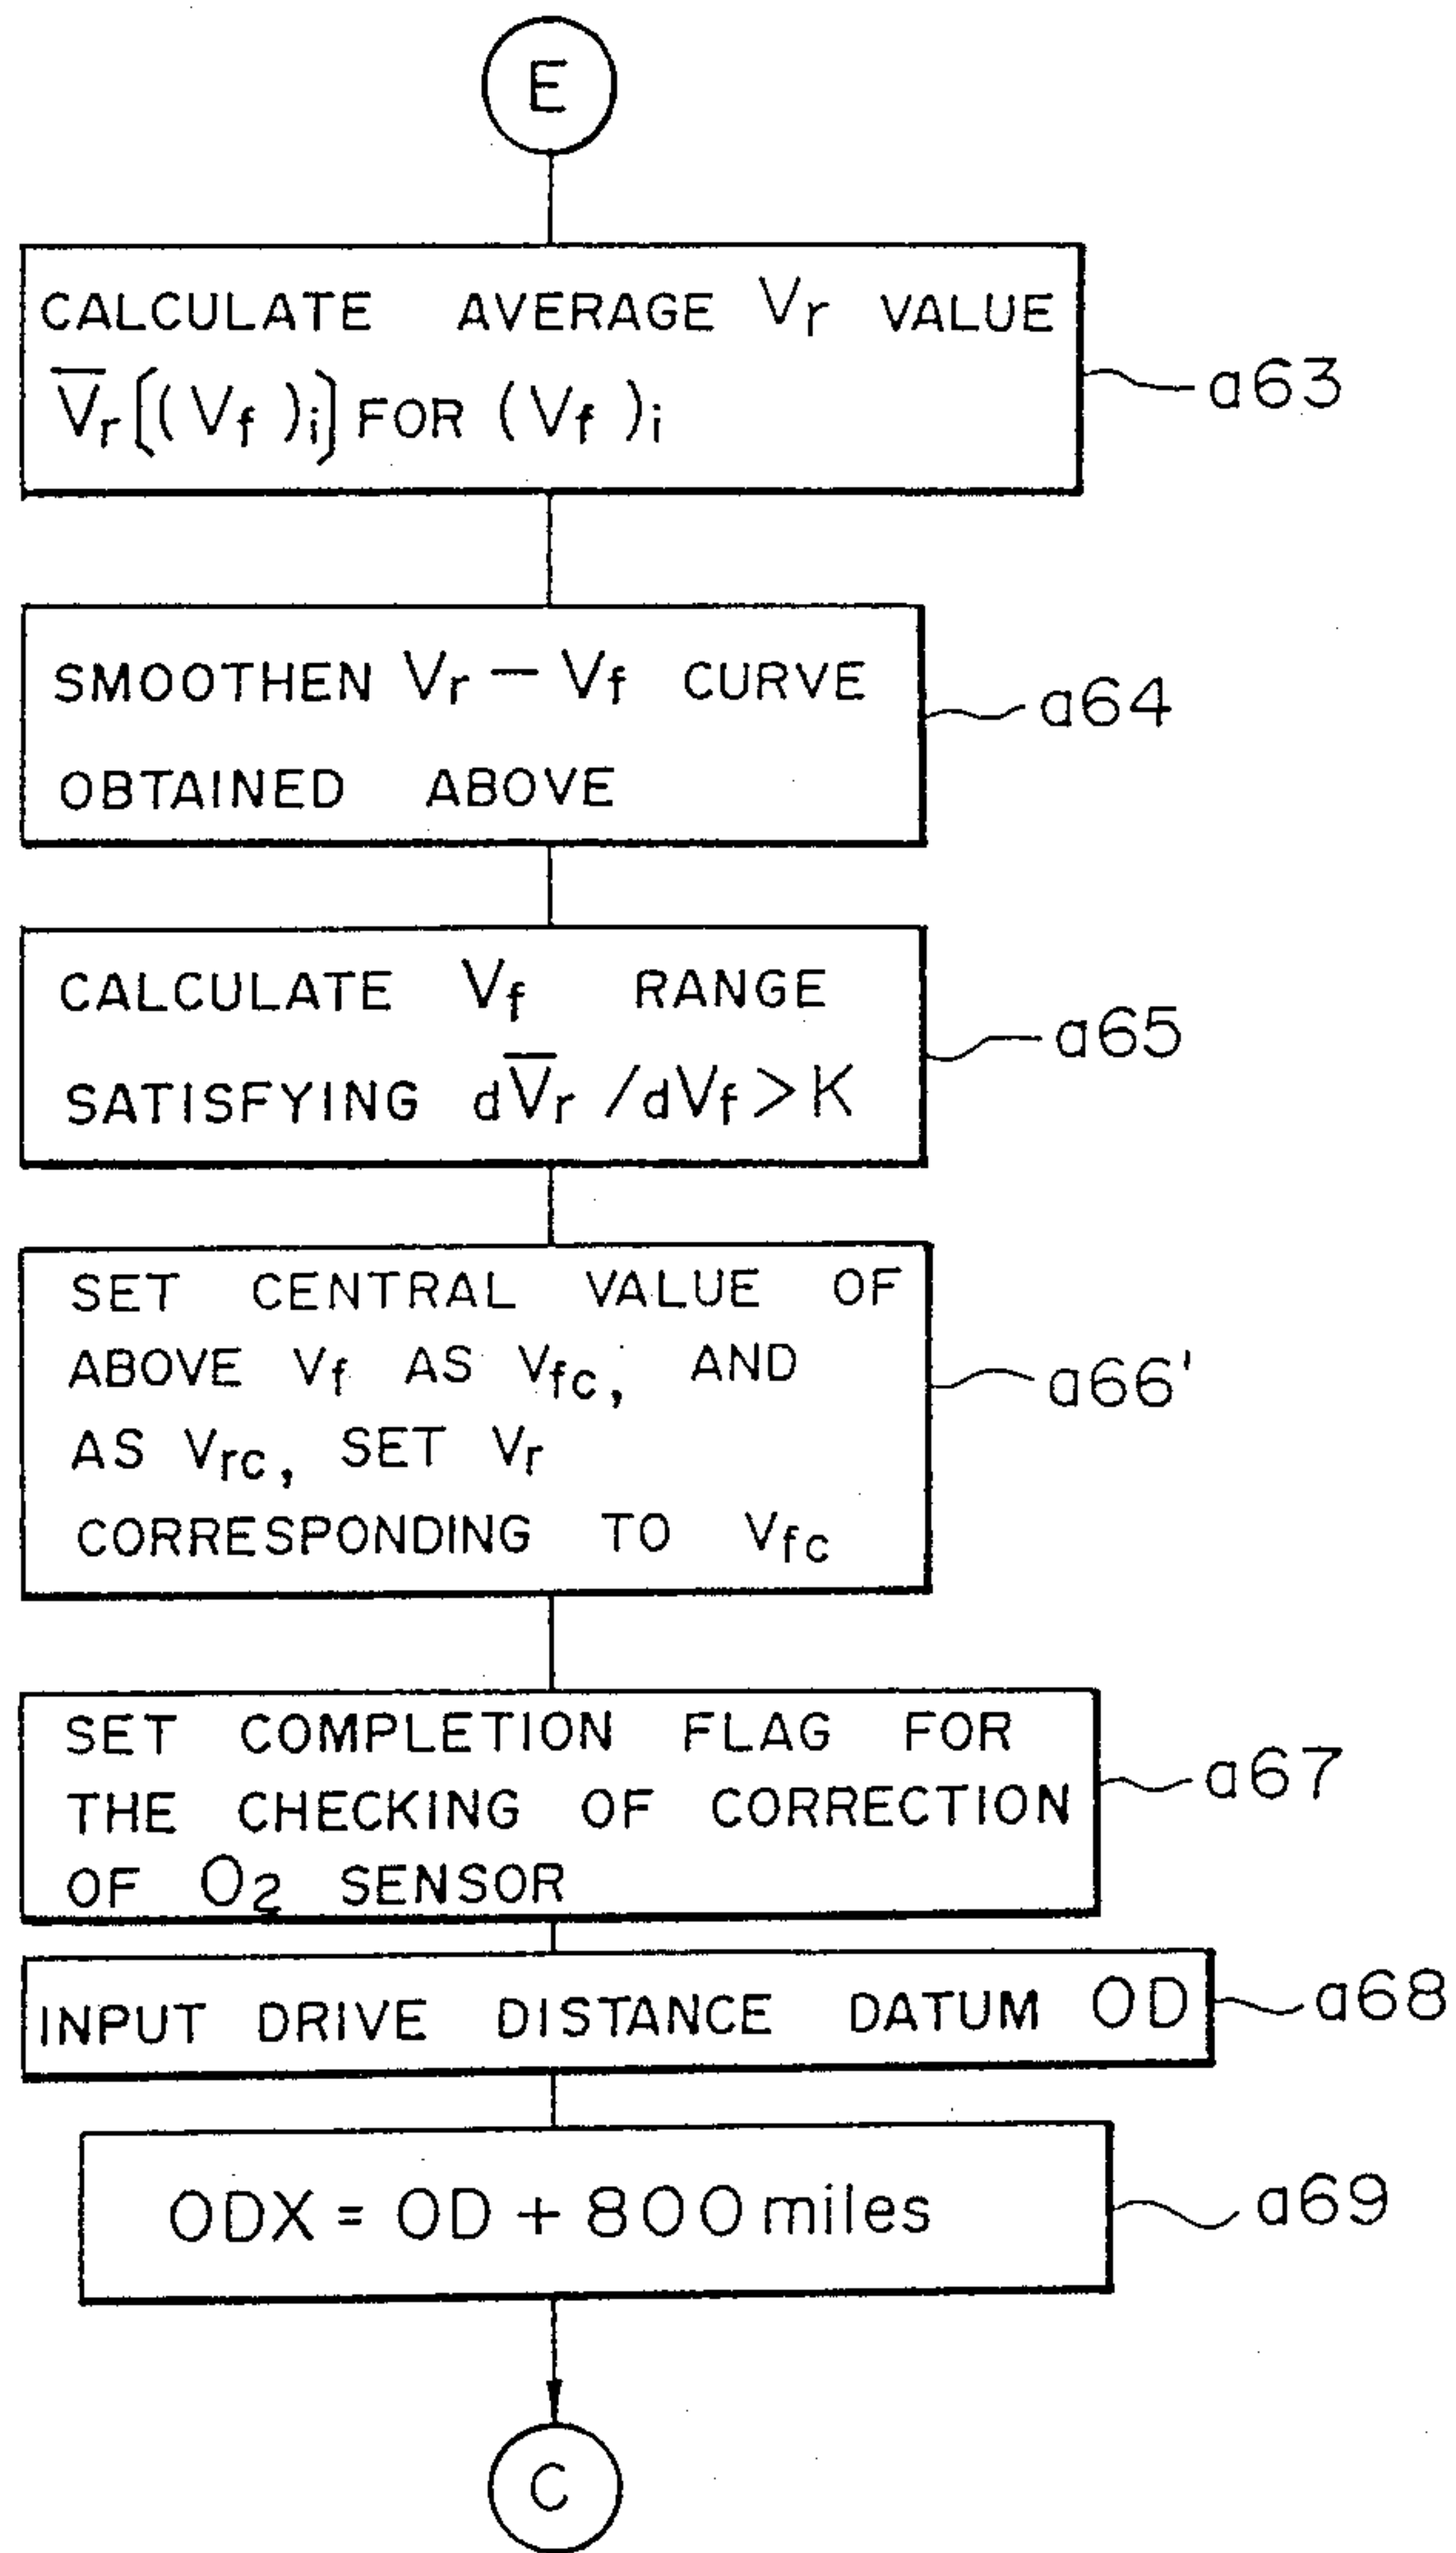 E
CALCULATE AVERAGE Vr VALUE
V̅r[(Vf)i] FOR (Vf)i
a63
SMOOTHEN Vr – Vf CURVE
OBTAINED ABOVE
a64
CALCULATE Vf RANGE
SATISFYING dV̅r /dVf > K
a65
SET CENTRAL VALUE OF
ABOVE Vf AS Vfc, AND
AS Vrc, SET Vr
CORRESPONDING TO Vfc
a66'
SET COMPLETION FLAG FOR
THE CHECKING OF CORRECTION
OF O2 SENSOR
a67
INPUT DRIVE DISTANCE DATUM OD
a68
ODX = OD + 800 miles
a69
C